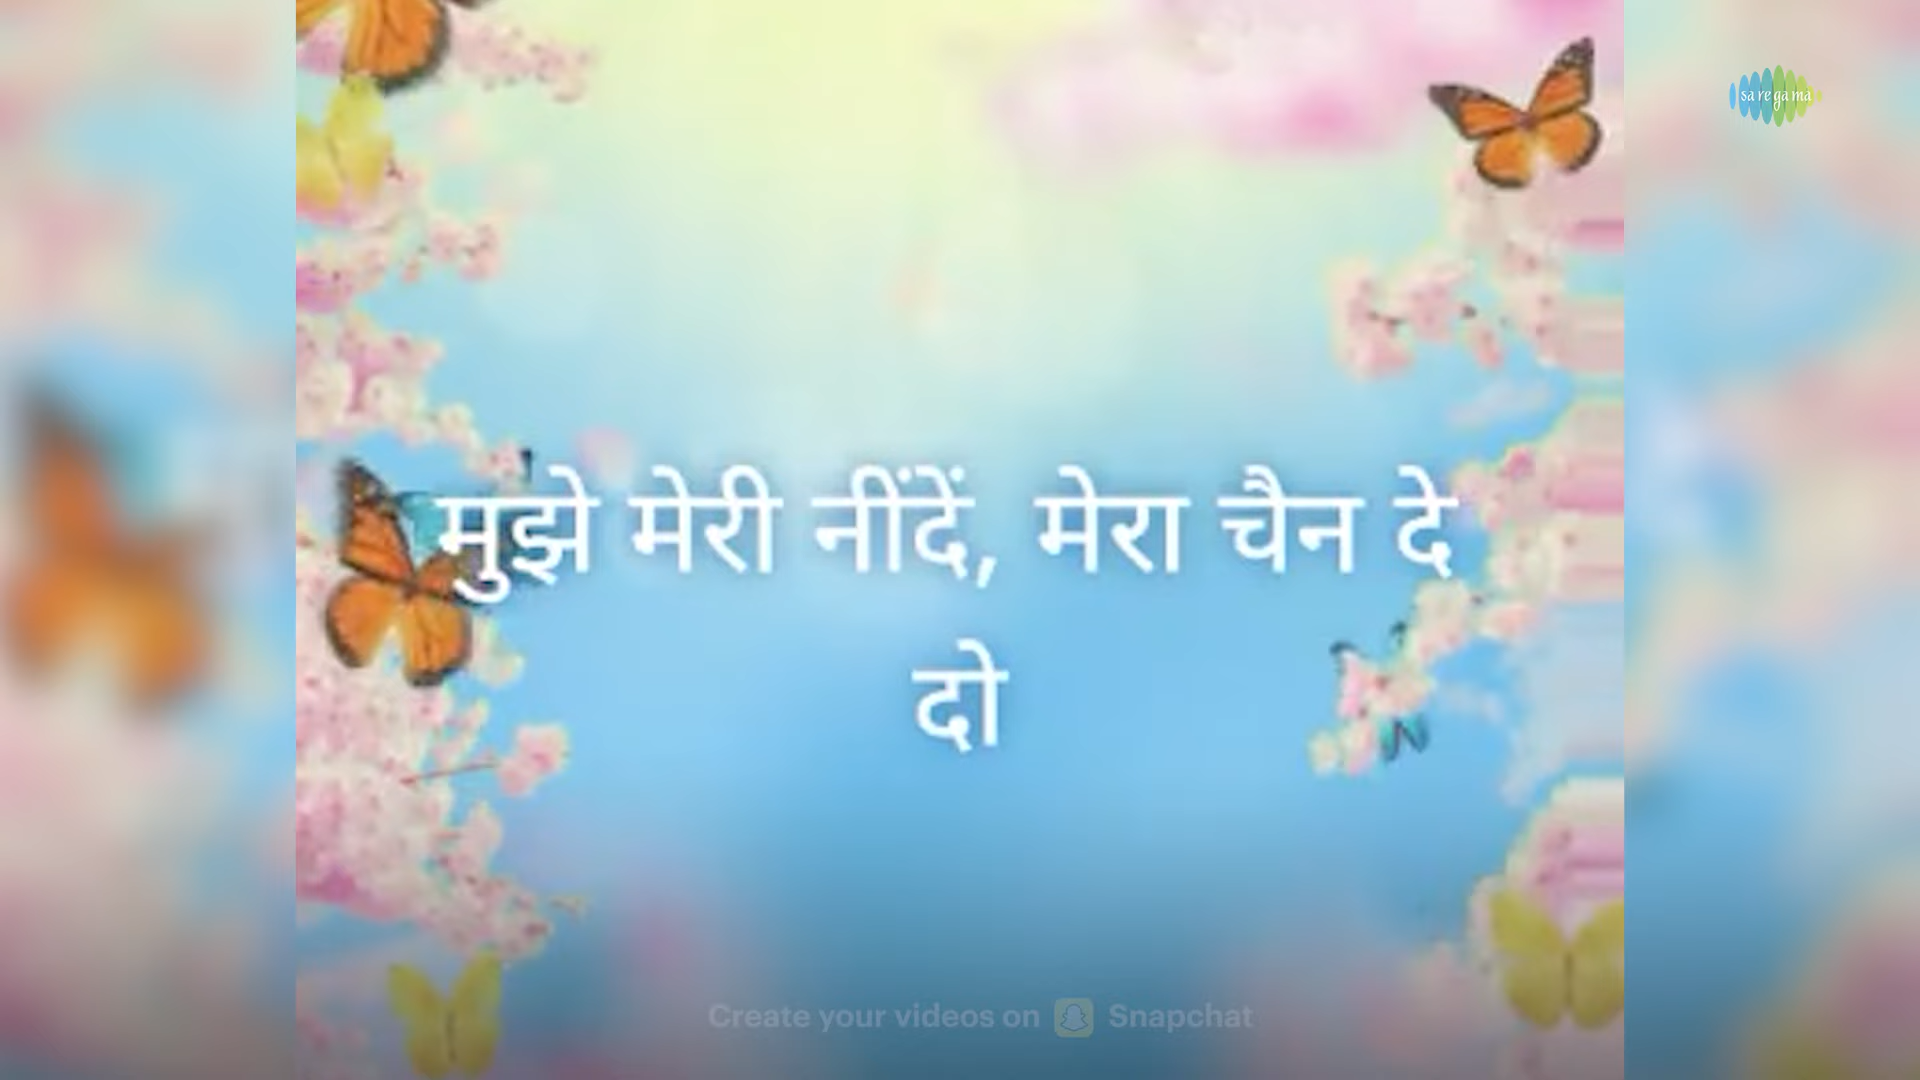 sa re ga ma
मुझे मेरी नींदें, मेरा चैन दे
दो
Create your videos on Snapchat